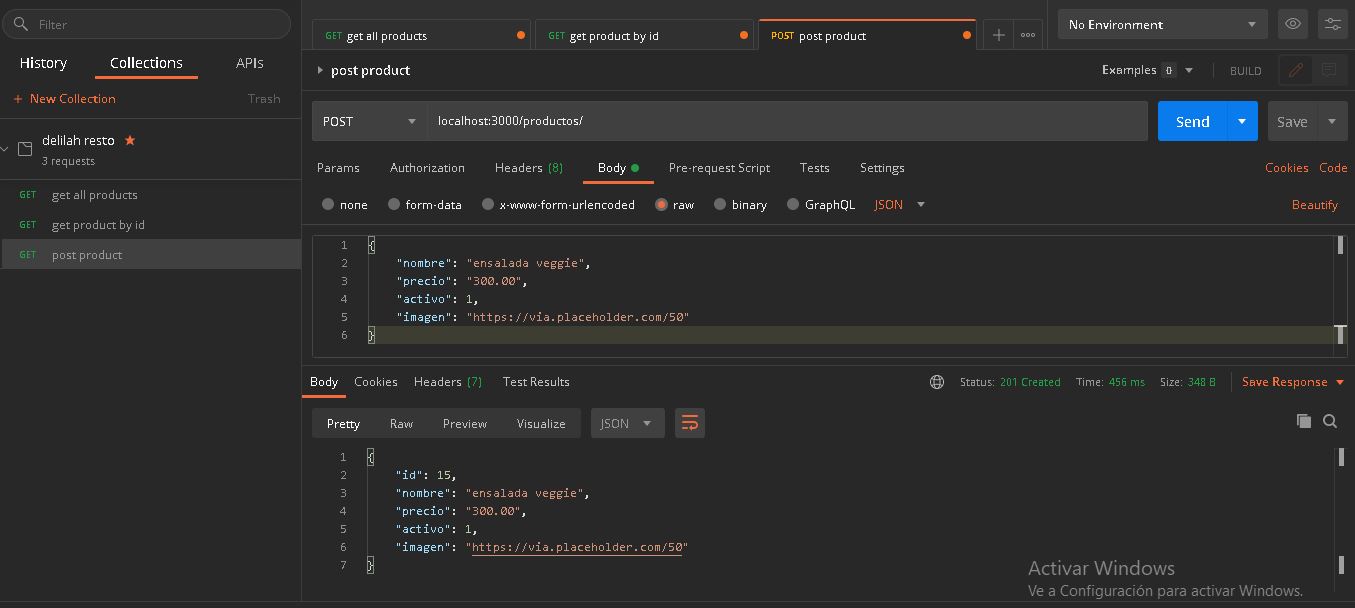 Filter
History Collections APIs
+ New Collection Trash
delilah resto
3 requests
GET get all products
GET get product by id
GET post product
GET get all products
GET get product by id
POST post product
No Environment
post product
Examples 0
BUILD
POST localhost:3000/productos/
Send Save
Params Authorization Headers (8) Body Pre-request Script Tests Settings
Cookies Code
none form-data x-www-form-urlencoded raw binary GraphQL JSON
Beautify
1 {
2 "nombre": "ensalada veggie",
3 "precio": "300.00",
4 "activo": 1,
5 "imagen": "https://via.placeholder.com/50"
6 }
Body Cookies Headers (7) Test Results
Status: 201 Created Time: 456 ms Size: 348 B
Save Response
Pretty Raw Preview Visualize JSON
1 {
2 "id": 15,
3 "nombre": "ensalada veggie",
4 "precio": "300.00",
5 "activo": 1,
6 "imagen": "https://via.placeholder.com/50"
7 }
Activar Windows
Ve a Configuración para activar Windows.